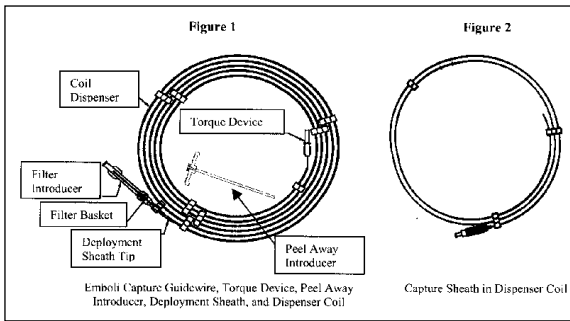 Figure 1
Figure 2
Coil
Dispenser
Torque Device
Filter
Introducer
Filter Basket
Deployment
Sheath Tip
Peel Away
Introducer
Emboli Capture Guidewire, Torque Device, Peel Away
Introducer, Deployment Sheath, and Dispenser Coil
Capture Sheath in Dispenser Coil